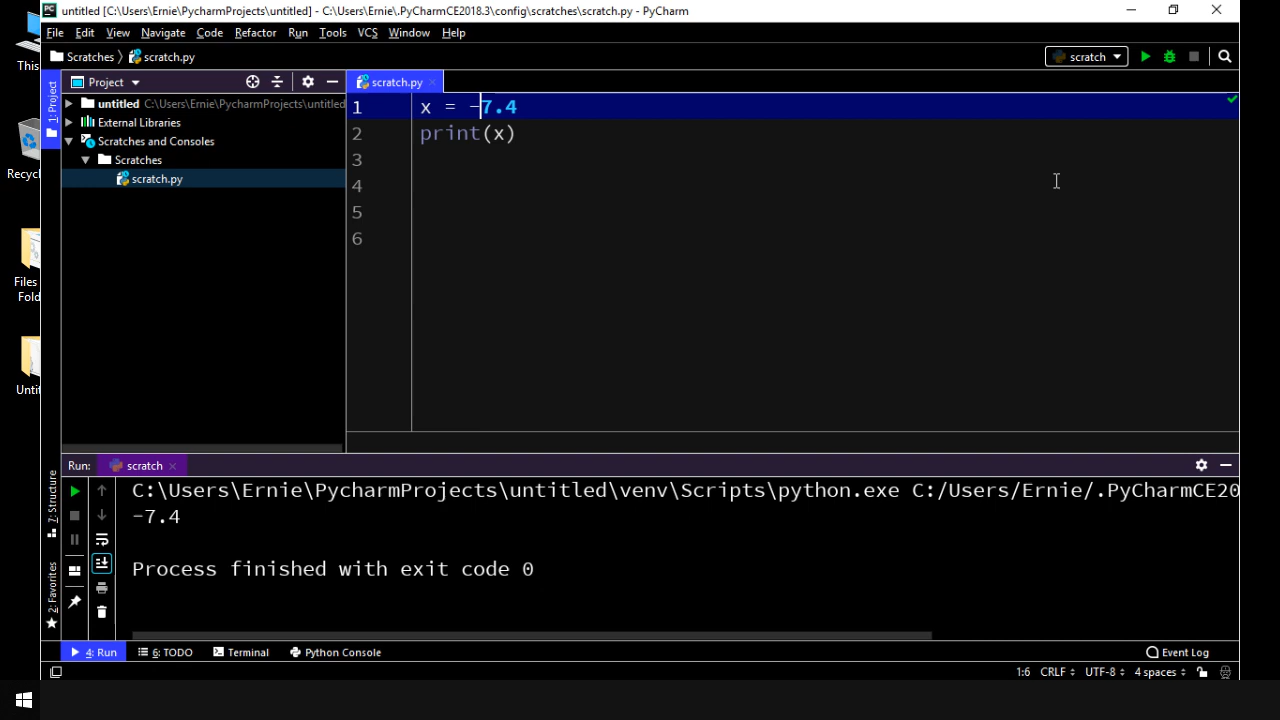 untitled [C:\Users\Ernie\PycharmProjects\untitled] - C:\Users\Ernie\.PyCharmCE2018.3\config\scratches\scratch.py - PyCharm
File Edit View Navigate Code Refactor Run Tools VCS Window Help
Scratches scratch.py scratch
1: Project
Project
scratch.py
untitled C:\Users\Ernie\PycharmProjects\untitled
External Libraries
Scratches and Consoles
Scratches
scratch.py
1 x = -7.4
2 print(x)
3
4
5
6
This
Recyc
Files
Fold
Unti
Run: scratch
C:\Users\Ernie\PycharmProjects\untitled\venv\Scripts\python.exe C:/Users/Ernie/.PyCharmCE20
-7.4
Process finished with exit code 0
7: Structure
2: Favorites
4: Run 6: TODO Terminal Python Console Event Log
1:6 CRLF UTF-8 4 spaces